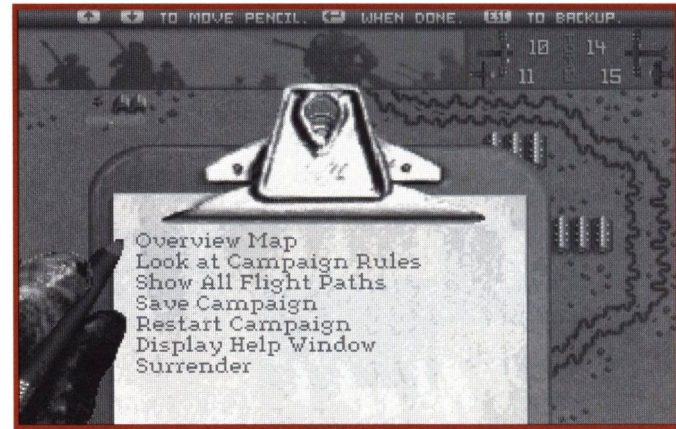 ↑ ↓ TO MOVE PENCIL. ↵ WHEN DONE. ESC TO BACKUP.
10 14
11 15
Overview Map
Look at Campaign Rules
Show All Flight Paths
Save Campaign
Restart Campaign
Display Help Window
Surrender